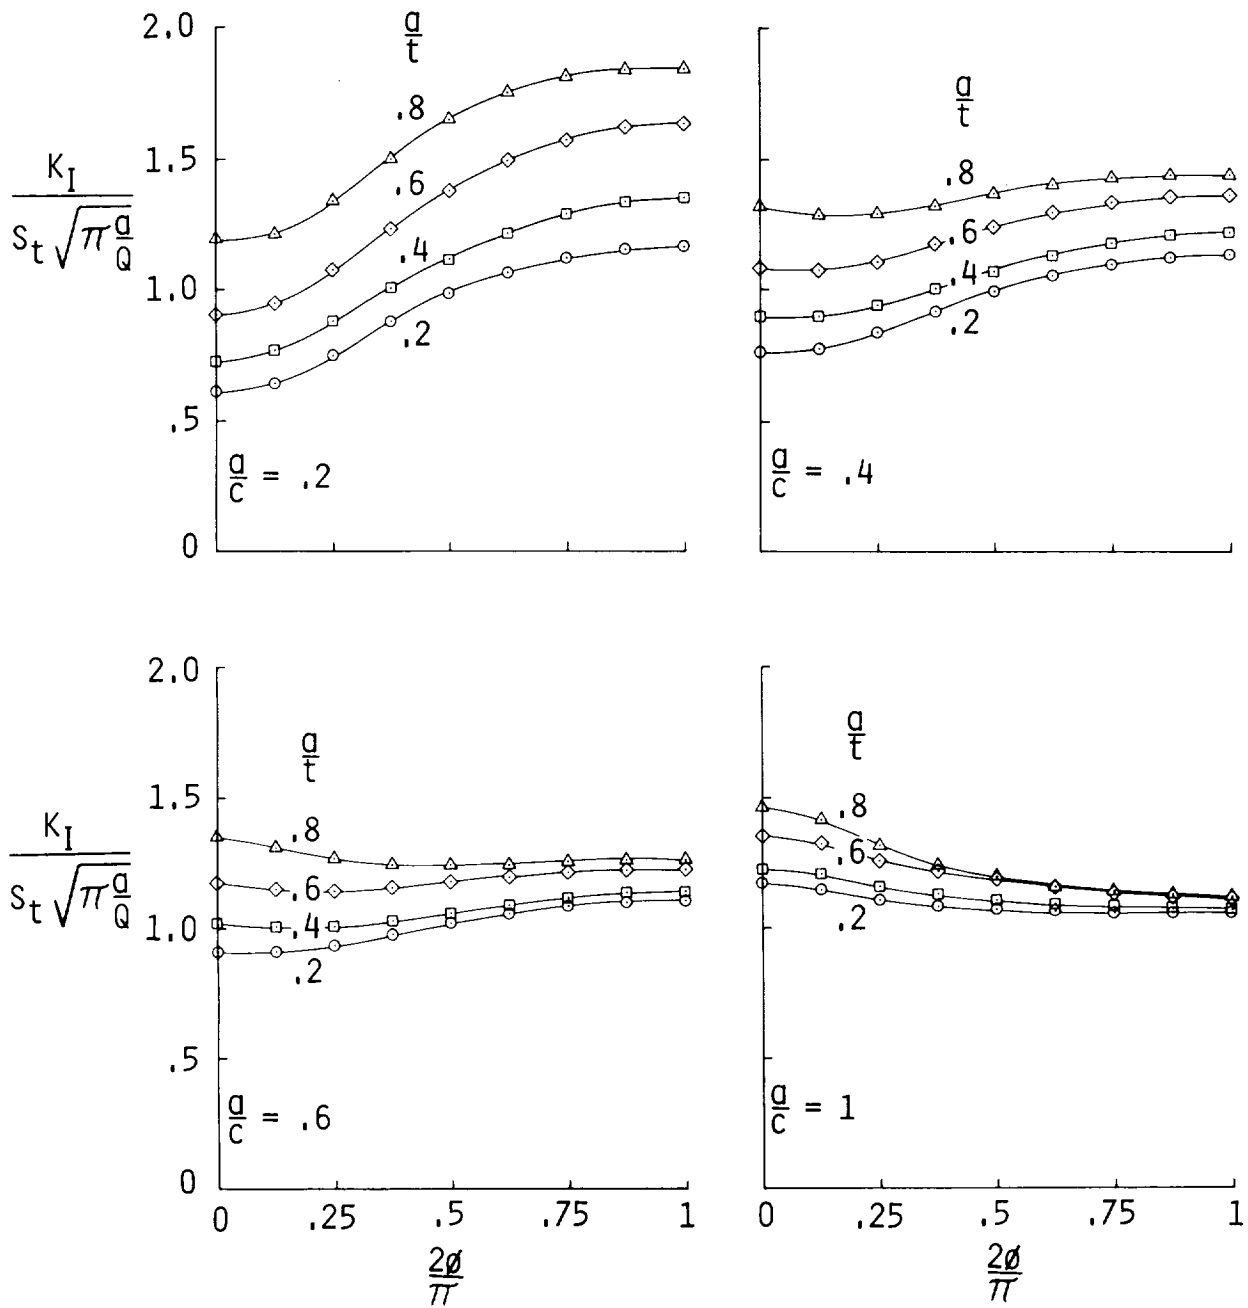 2.0
1.5
1.0
.5
0
K_I
S_t √π a/Q
a/t
.8
.6
.4
.2
a/c = .2
a/t
.8
.6
.4
.2
a/c = .4
2.0
1.5
1.0
.5
0
K_I
S_t √π a/Q
a/t
.8
.6
.4
.2
a/c = .6
0 .25 .5 .75 1
2ø/π
a/t
.8
.6
.2
a/c = 1
0 .25 .5 .75 1
2ø/π